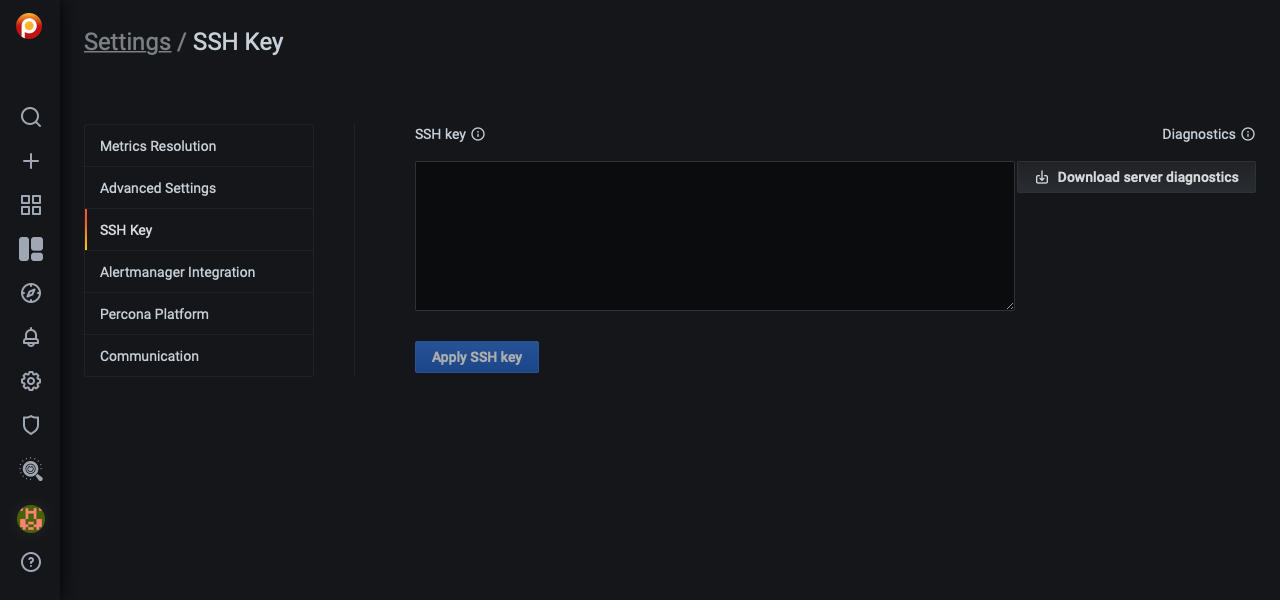 Settings / SSH Key
Metrics Resolution
Advanced Settings
SSH Key
Alertmanager Integration
Percona Platform
Communication
SSH key
Diagnostics
Download server diagnostics
Apply SSH key